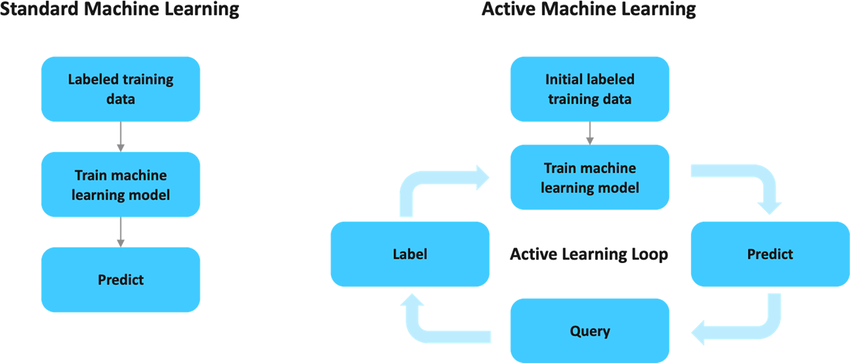 Standard Machine Learning
Labeled training
data
Train machine
learning model
Predict
Active Machine Learning
Initial labeled
training data
Train machine
learning model
Label
Active Learning Loop
Predict
Query